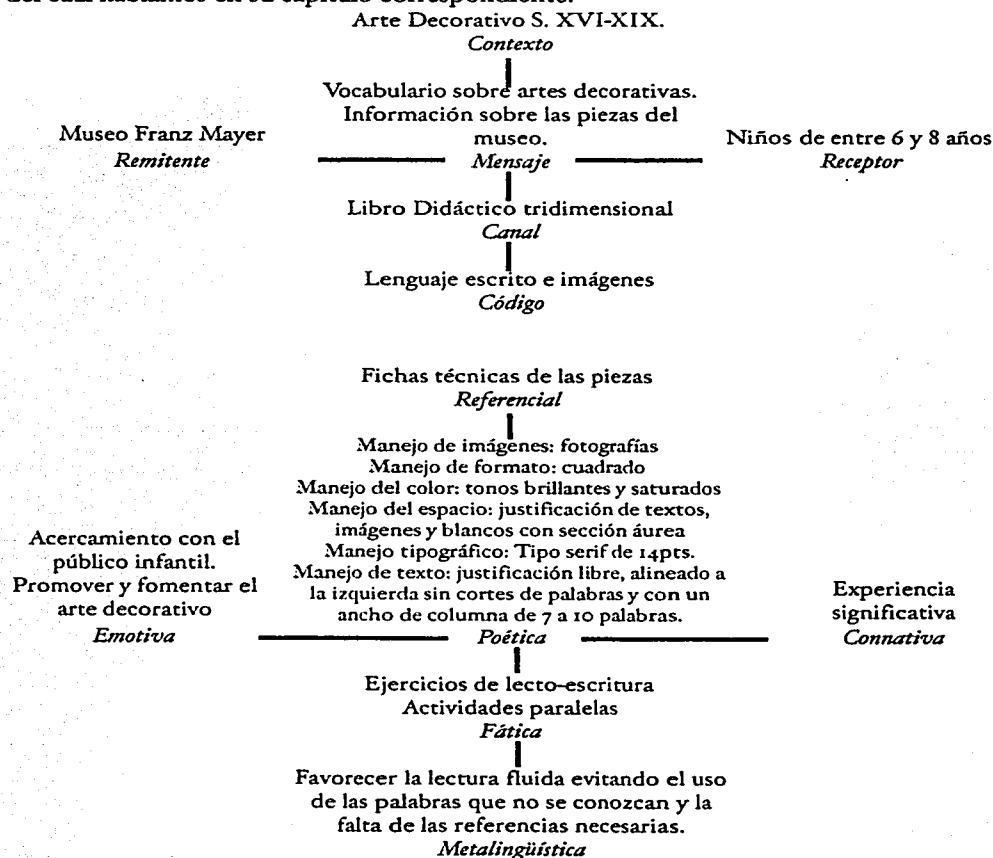 del cual hablamos en su capítulo correspondiente.
Arte Decorativo S. XVI-XIX.
Contexto
Vocabulario sobre artes decorativas.
Información sobre las piezas del
museo.
Mensaje
Museo Franz Mayer
Remitente
Niños de entre 6 y 8 años
Receptor
Libro Didáctico tridimensional
Canal
Lenguaje escrito e imágenes
Código
Fichas técnicas de las piezas
Referencial
Manejo de imágenes: fotografías
Manejo de formato: cuadrado
Manejo del color: tonos brillantes y saturados
Manejo del espacio: justificación de textos,
imágenes y blancos con sección áurea
Manejo tipográfico: Tipo serif de 14pts.
Manejo de texto: justificación libre, alineado a
la izquierda sin cortes de palabras y con un
ancho de columna de 7 a 10 palabras.
Poética
Acercamiento con el
público infantil.
Promover y fomentar el
arte decorativo
Emotiva
Experiencia
significativa
Connativa
Ejercicios de lecto-escritura
Actividades paralelas
Fática
Favorecer la lectura fluida evitando el uso
de las palabras que no se conozcan y la
falta de las referencias necesarias.
Metalingüística